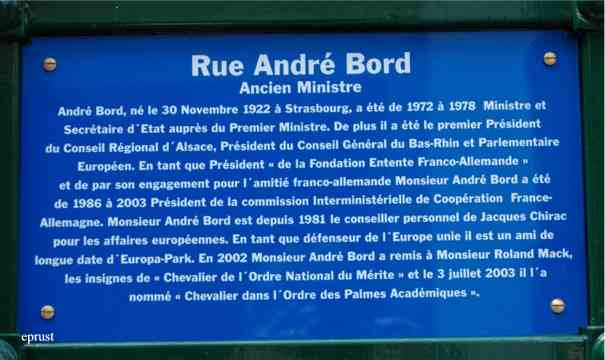 Rue André Bord
Ancien Ministre
André Bord, né le 30 Novembre 1922 à Strasbourg, a été de 1972 à 1978 Ministre et
Secrétaire d´Etat auprès du Premier Ministre. De plus il a été le premier Président
du Conseil Régional d´Alsace, Président du Conseil Général du Bas-Rhin et Parlementaire
Européen. En tant que Président « de la Fondation Entente Franco-Allemande »
et de par son engagement pour l´amitié franco-allemande Monsieur André Bord a été
de 1986 à 2003 Président de la commission Interministérielle de Coopération France-
Allemagne. Monsieur André Bord est depuis 1981 le conseiller personnel de Jacques Chirac
pour les affaires européennes. En tant que défenseur de l´Europe unie il est un ami de
longue date d´Europa-Park. En 2002 Monsieur André Bord a remis à Monsieur Roland Mack,
les insignes de « Chevalier de l´Ordre National du Mérite » et le 3 juillet 2003 il l´a
nommé « Chevalier dans l´Ordre des Palmes Académiques ».
eprust